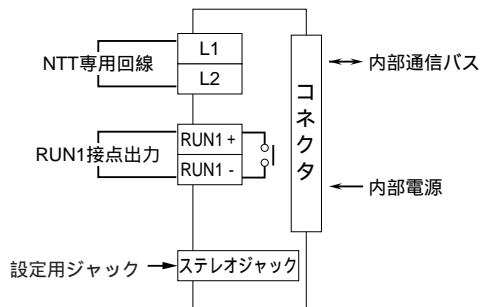 NTT専用回線
L1
L2
RUN1接点出力
RUN1 +
RUN1 -
設定用ジャック
ステレオジャック
コネクタ
内部通信バス
内部電源